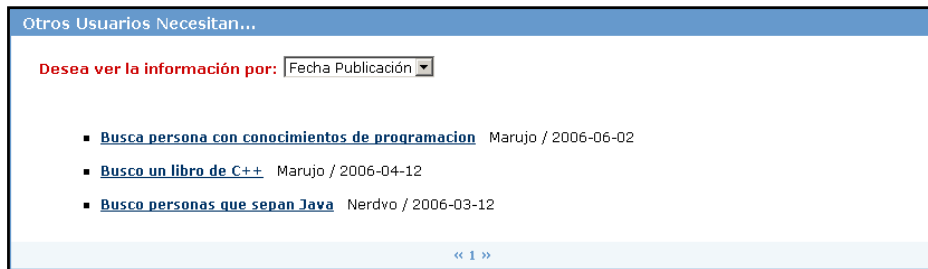 Otros Usuarios Necesitan...
Desea ver la información por: Fecha Publicación
Busca persona con conocimientos de programacion Marujo / 2006-06-02
Busco un libro de C++ Marujo / 2006-04-12
Busco personas que sepan Java Nerdvo / 2006-03-12
« 1 »